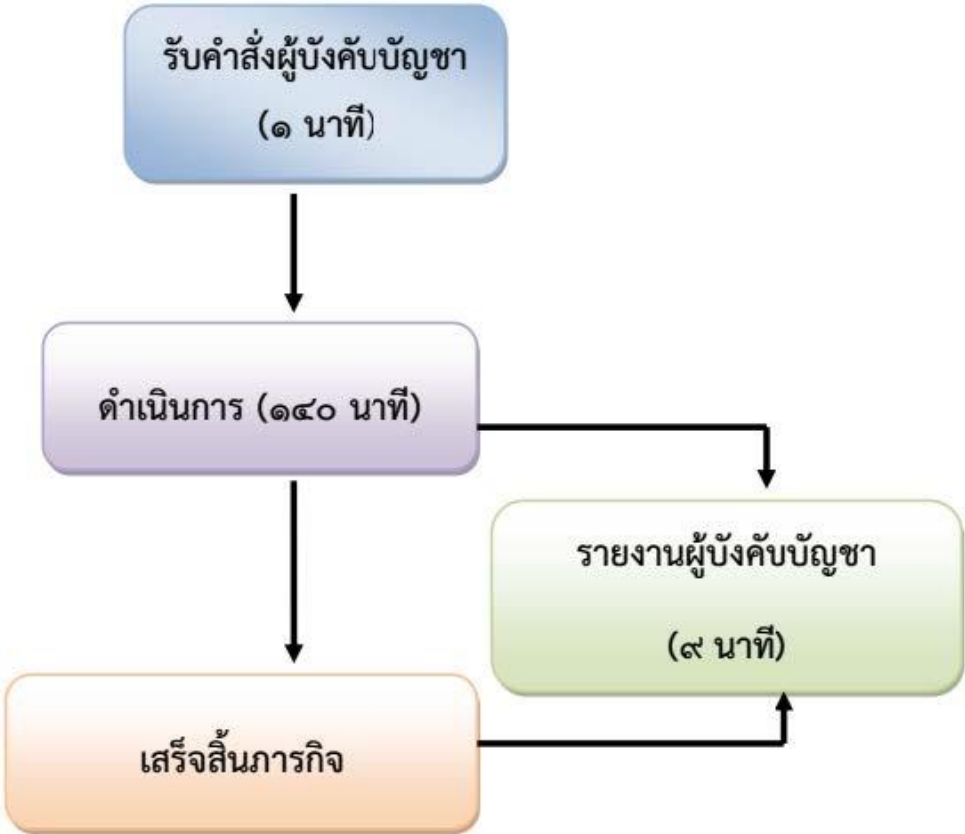 รับคำสั่งผู้บังคับบัญชา
(๑ นาที)
ดำเนินการ (๑๔๐ นาที)
รายงานผู้บังคับบัญชา
(๙ นาที)
เสร็จสิ้นภารกิจ